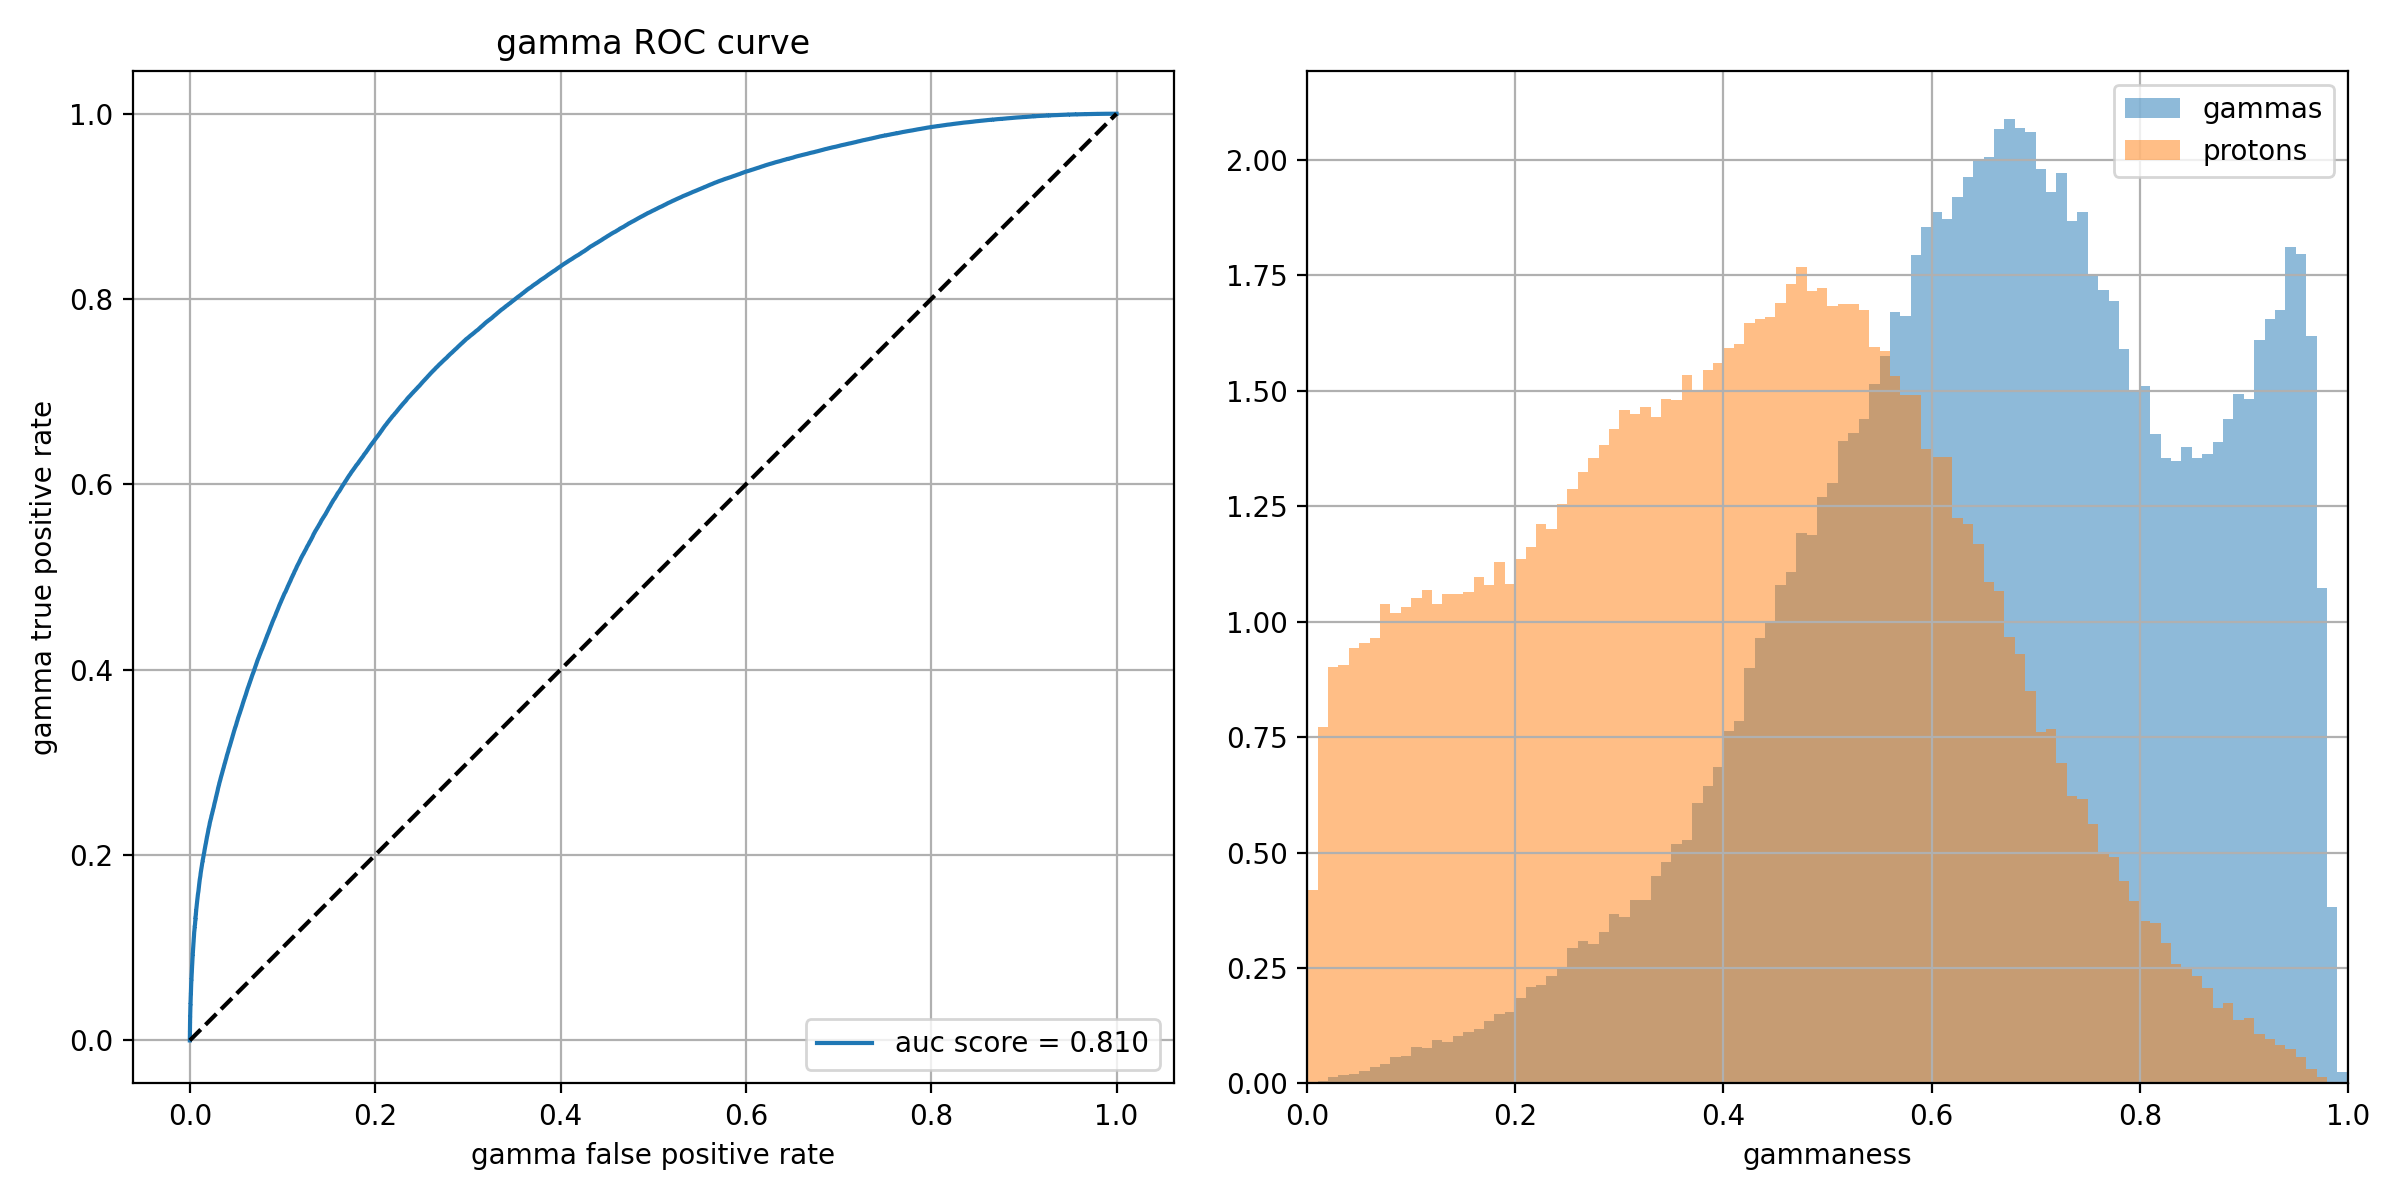 gamma ROC curve
1.0
0.8
0.6
0.4
0.2
0.0
gamma true positive rate
auc score = 0.810
0.0 0.2 0.4 0.6 0.8 1.0
gamma false positive rate
gammas
protons
2.00
1.75
1.50
1.25
1.00
0.75
0.50
0.25
0.00
0.0 0.2 0.4 0.6 0.8 1.0
gammaness